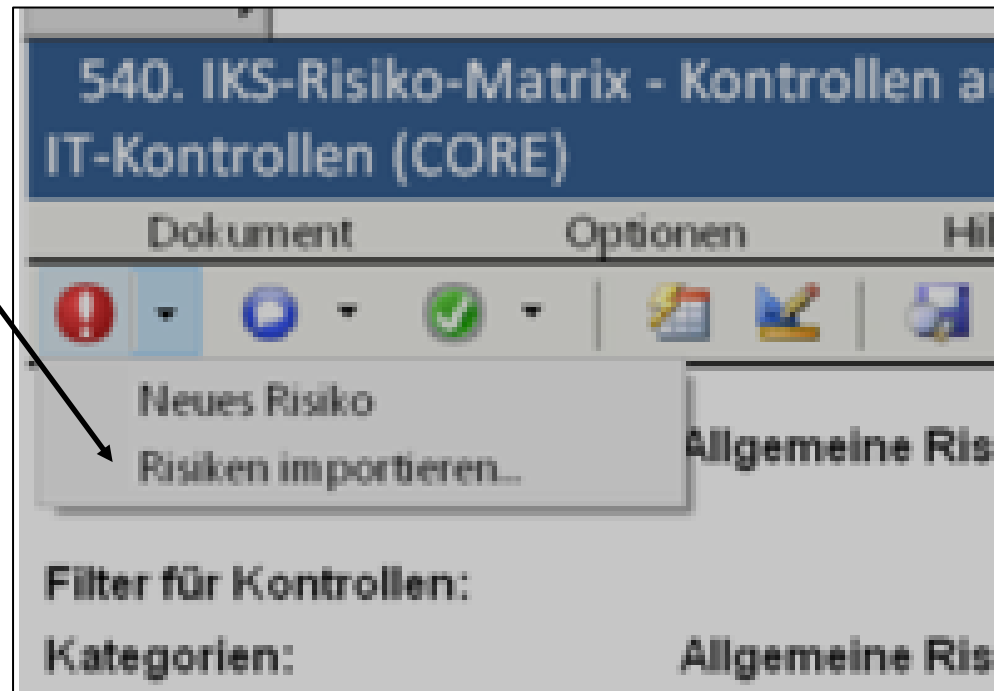 540. IKS-Risiko-Matrix - Kontrollen
IT-Kontrollen (CORE)
Dokument Optionen
Neues Risiko
Risiken importieren...
Allgemeine Ris
Filter für Kontrollen:
Kategorien: Allgemeine Ris